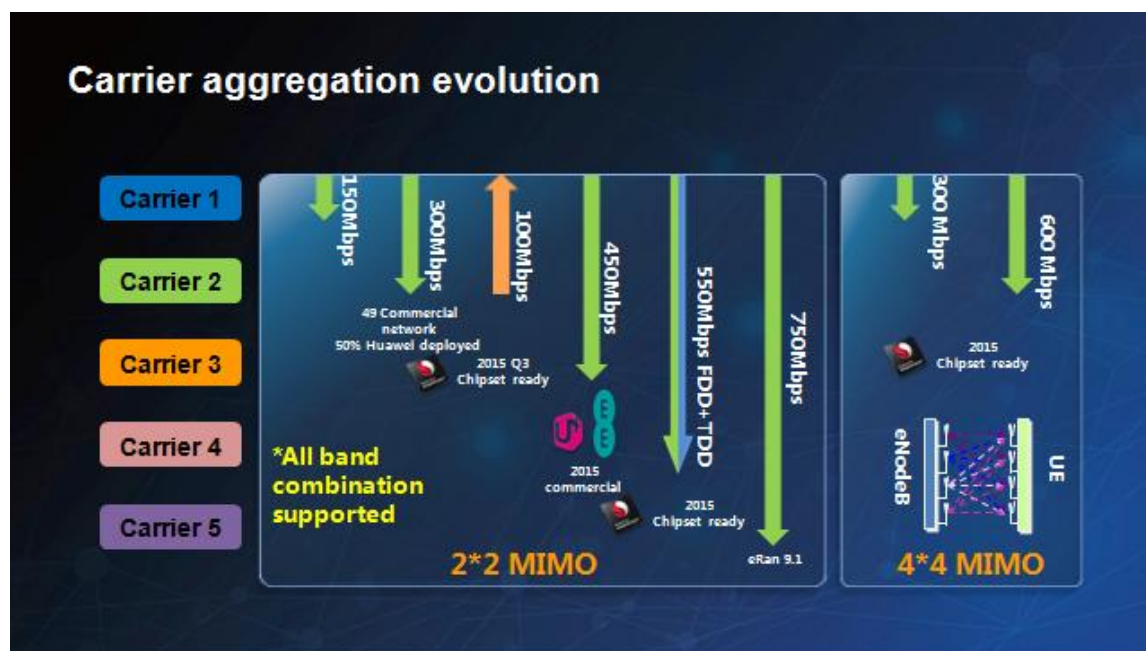 Carrier aggregation evolution
Carrier 1
Carrier 2
Carrier 3
Carrier 4
Carrier 5
150Mbps
300Mbps
49 Commercial
network
50% Huawei deployed
100Mbps
2015 Q3
Chipset ready
450Mbps
EE
2015
commercial
550Mbps FDD+TDD
2015
Chipset ready
750Mbps
eRan 9.1
*All band
combination
supported
2*2 MIMO
300 Mbps
600 Mbps
2015
Chipset ready
eNodeB
UE
4*4 MIMO